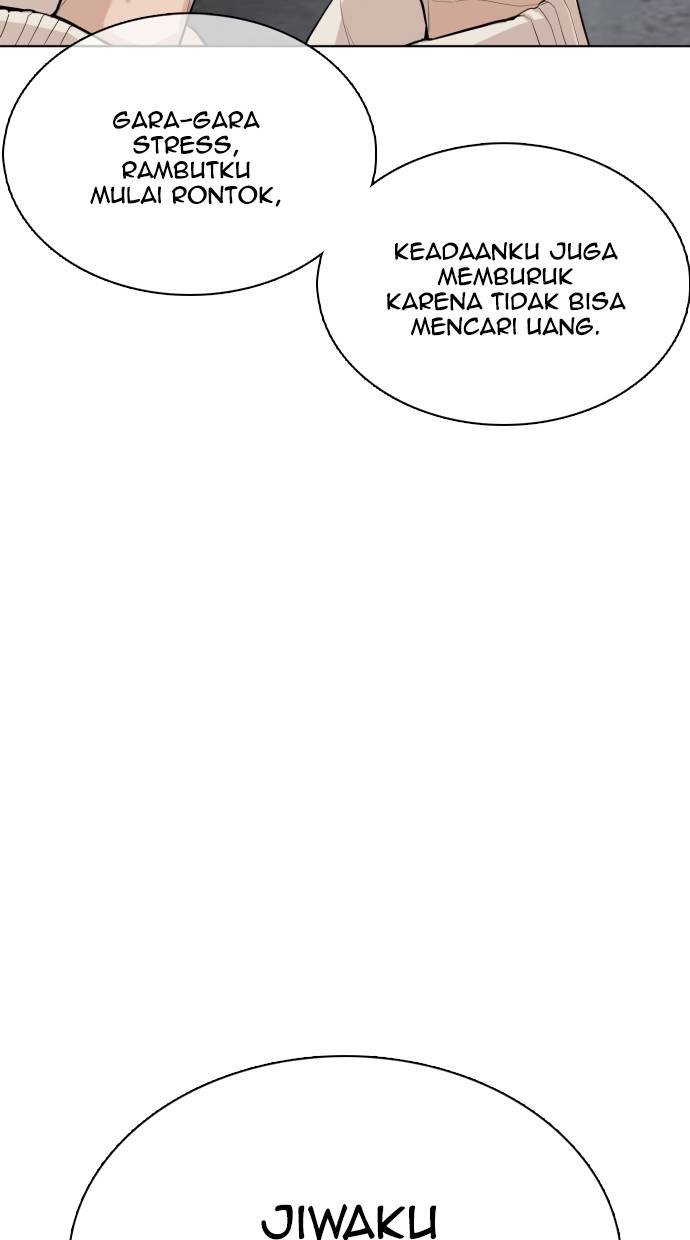 GARA-GARA
STRESS,
RAMBUTKU
MULAI RONTOK,
KEADAANKU JUGA
MEMBURUK
KARENA TIDAK BISA
MENCARI UANG.
JIWAKU